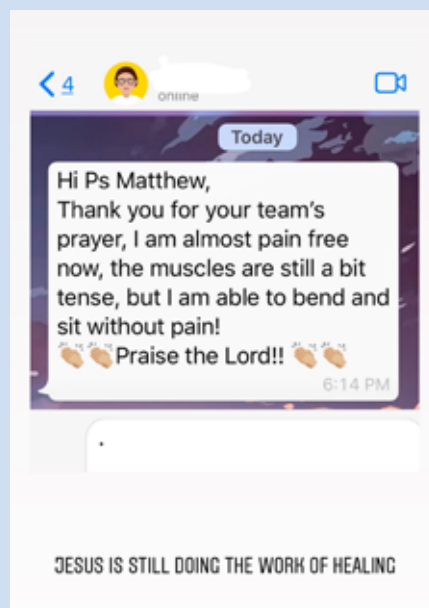 4
online
Today
Hi Ps Matthew,
Thank you for your team's
prayer, I am almost pain free
now, the muscles are still a bit
tense, but I am able to bend and
sit without pain!
👏🏼👏🏼Praise the Lord!! 👏🏼👏🏼
6:14 PM
.
JESUS IS STILL DOING THE WORK OF HEALING